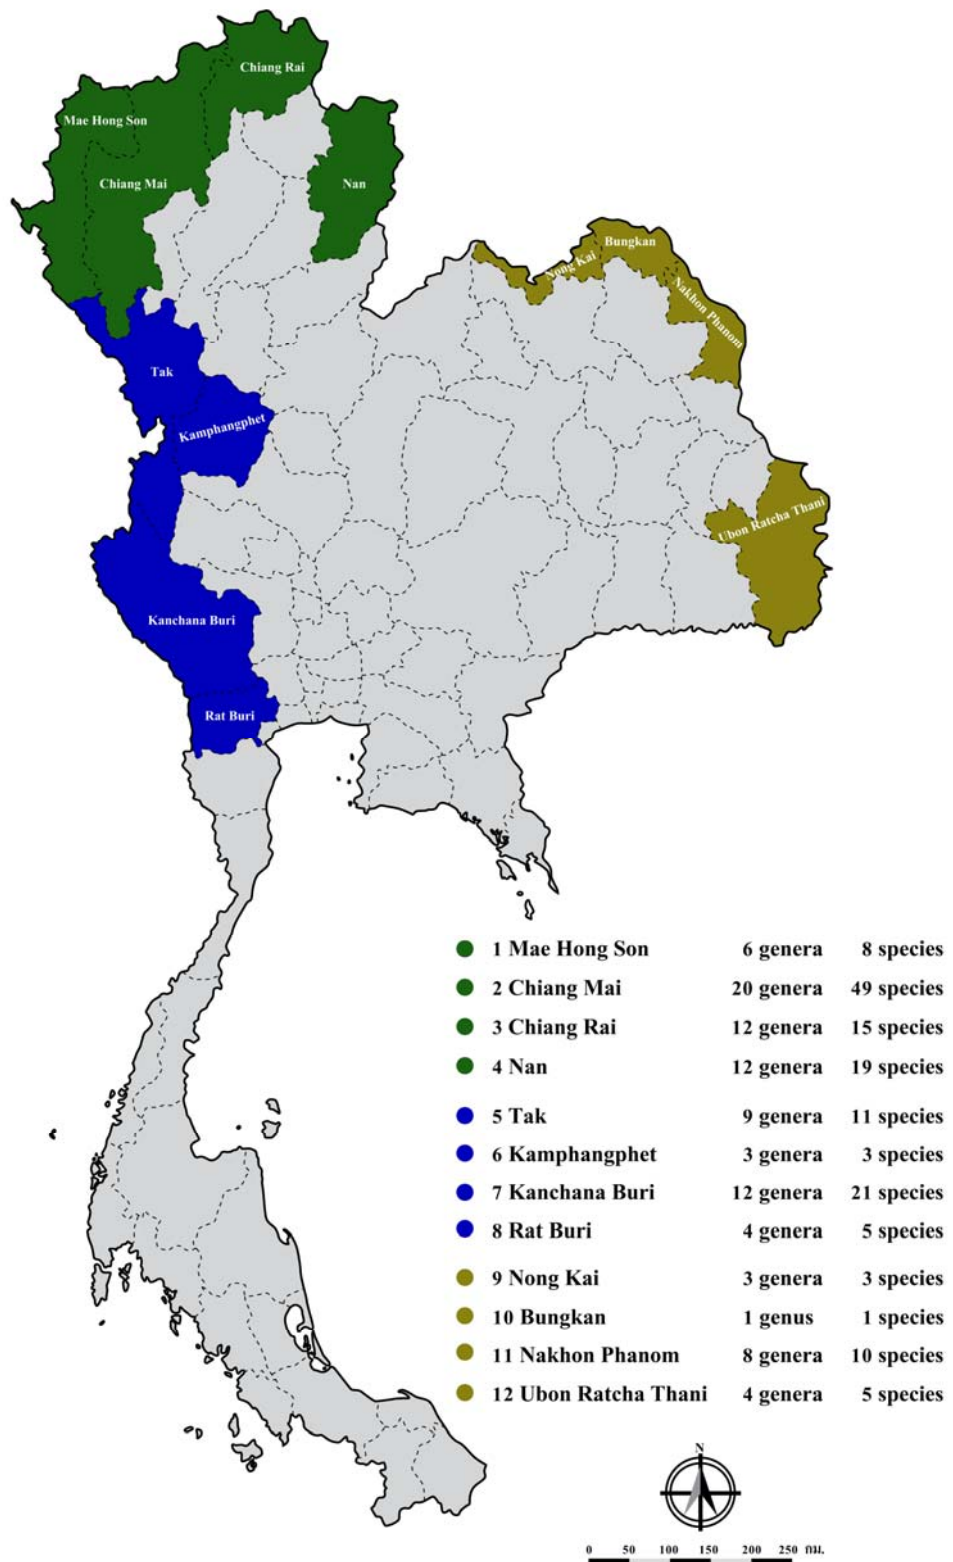 Chiang Rai
Mae Hong Son
Chiang Mai
Nan
Bungkan
Nong Kai
Nakhon Phanom
Tak
Kamphangphet
Ubon Ratcha Thani
Kanchana Buri
Rat Buri
1 Mae Hong Son 6 genera 8 species
2 Chiang Mai 20 genera 49 species
3 Chiang Rai 12 genera 15 species
4 Nan 12 genera 19 species
5 Tak 9 genera 11 species
6 Kamphangphet 3 genera 3 species
7 Kanchana Buri 12 genera 21 species
8 Rat Buri 4 genera 5 species
9 Nong Kai 3 genera 3 species
10 Bungkan 1 genus 1 species
11 Nakhon Phanom 8 genera 10 species
12 Ubon Ratcha Thani 4 genera 5 species
N
0 50 100 150 200 250 กม.